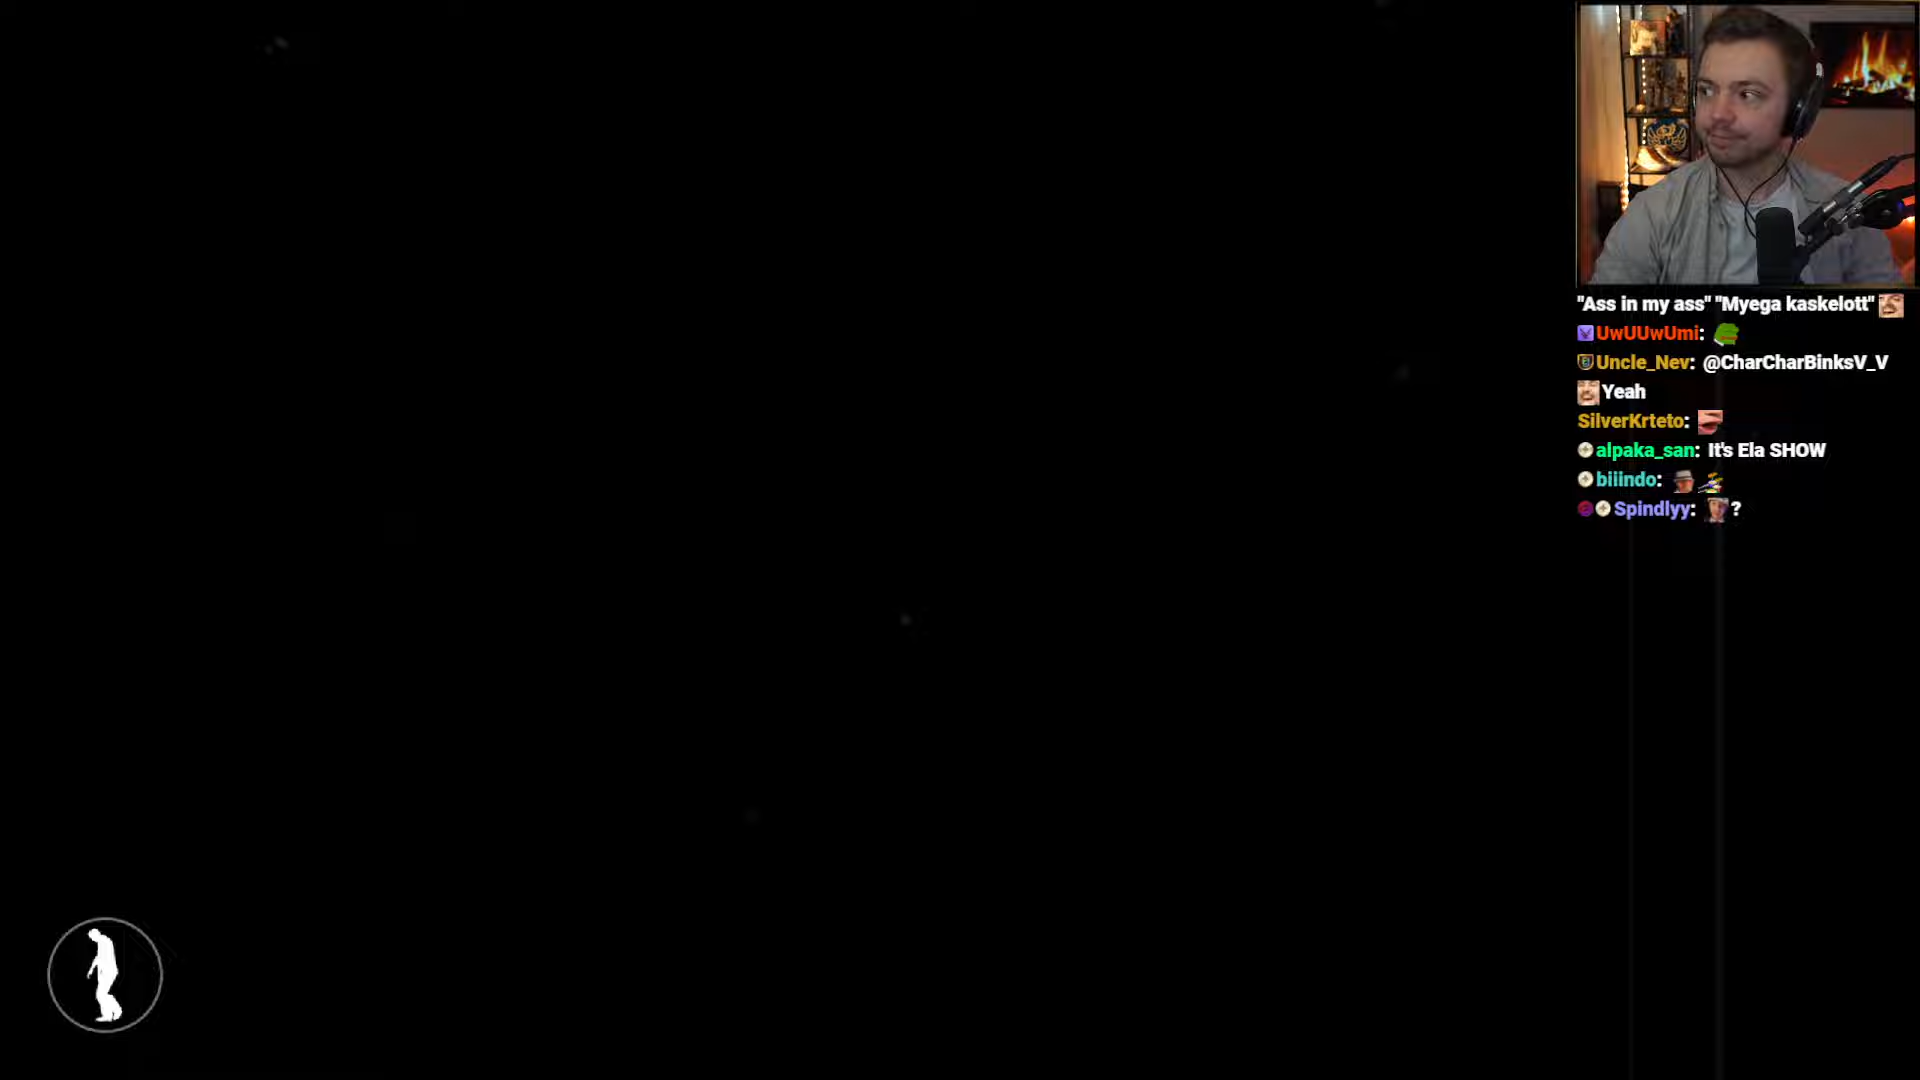 "Ass in my ass" "Myega kaskelott"
UwUUwUmi:
Uncle_Nev: @CharCharBinksV_V
Yeah
SilverKrteto:
alpaka_san: It's Ela SHOW
biiindo:
Spindlyy: ?